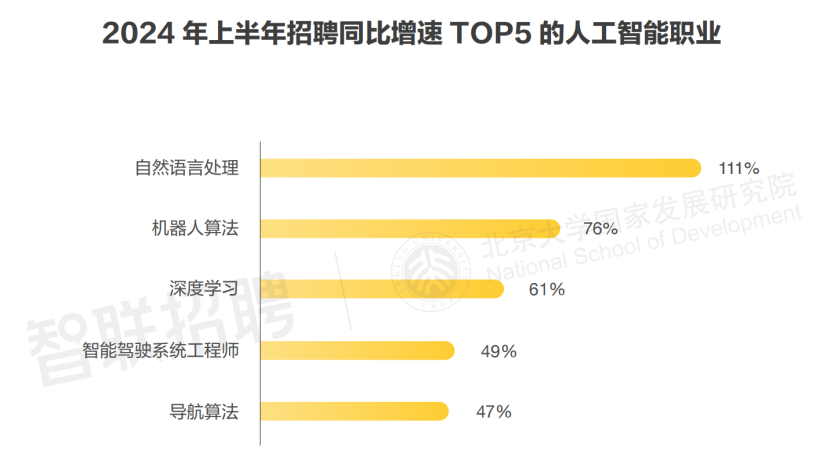 2024 年上半年招聘同比增速 TOP5 的人工智能职业
自然语言处理 111%
机器人算法 76%
深度学习 61%
智能驾驶系统工程师 49%
导航算法 47%
智联招聘
北京大学国家发展研究院
National School of Development